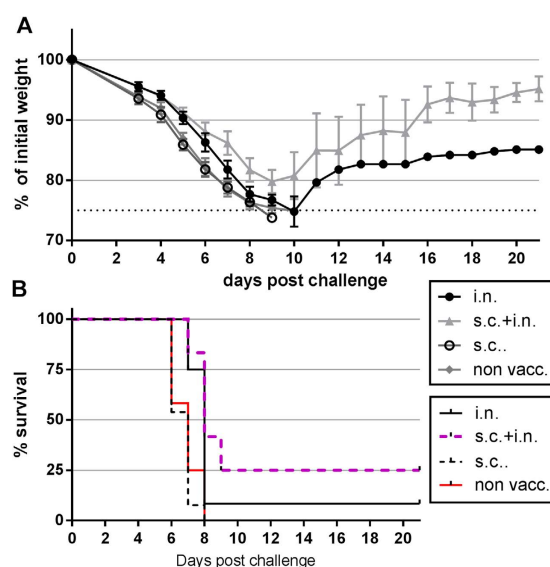 A
% of initial weight
100
90
80
70
0 2 4 6 8 10 12 14 16 18 20
days post challenge
i.n.
s.c.+i.n.
s.c..
non vacc.
B
% survival
100
75
50
25
0
0 2 4 6 8 10 12 14 16 18 20
Days post challenge
i.n.
s.c.+i.n.
s.c..
non vacc.